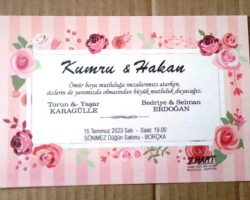 Kumru & Hakan
Ömür boyu mutluluğa imzalarımızı atarken,
sizlerin de yanımızda olmasından büyük mutluluk duyacağız.
Torun & Yaşar
KARAGÜLLE
Bedriye & Selman
ERDOĞAN
15 Temmuz 2023 Salı - Saat: 19.00
SÖNMEZ Düğün Salonu - BORÇKA